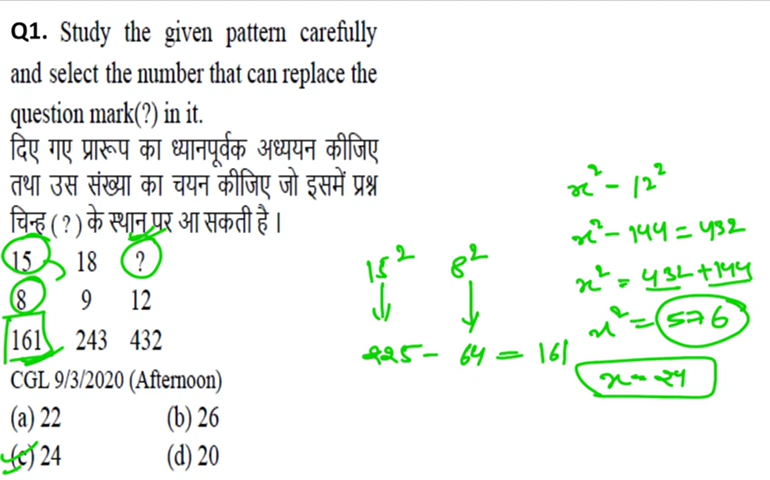 Q1. Study the given pattern carefully
and select the number that can replace the
question mark(?) in it.
दिए गए प्रारूप का ध्यानपूर्वक अध्ययन कीजिए
तथा उस संख्या का चयन कीजिए जो इसमें प्रश्न
चिन्ह (?) के स्थान पर आ सकती है ।
15 18 ?
8 9 12
161 243 432
CGL 9/3/2020 (Afternoon)
(a) 22 (b) 26
(c) 24 (d) 20
15² 8²
225 - 64 = 161
x² - 12²
x² - 144 = 432
x² = 432 + 144
x² = 576
x = 24